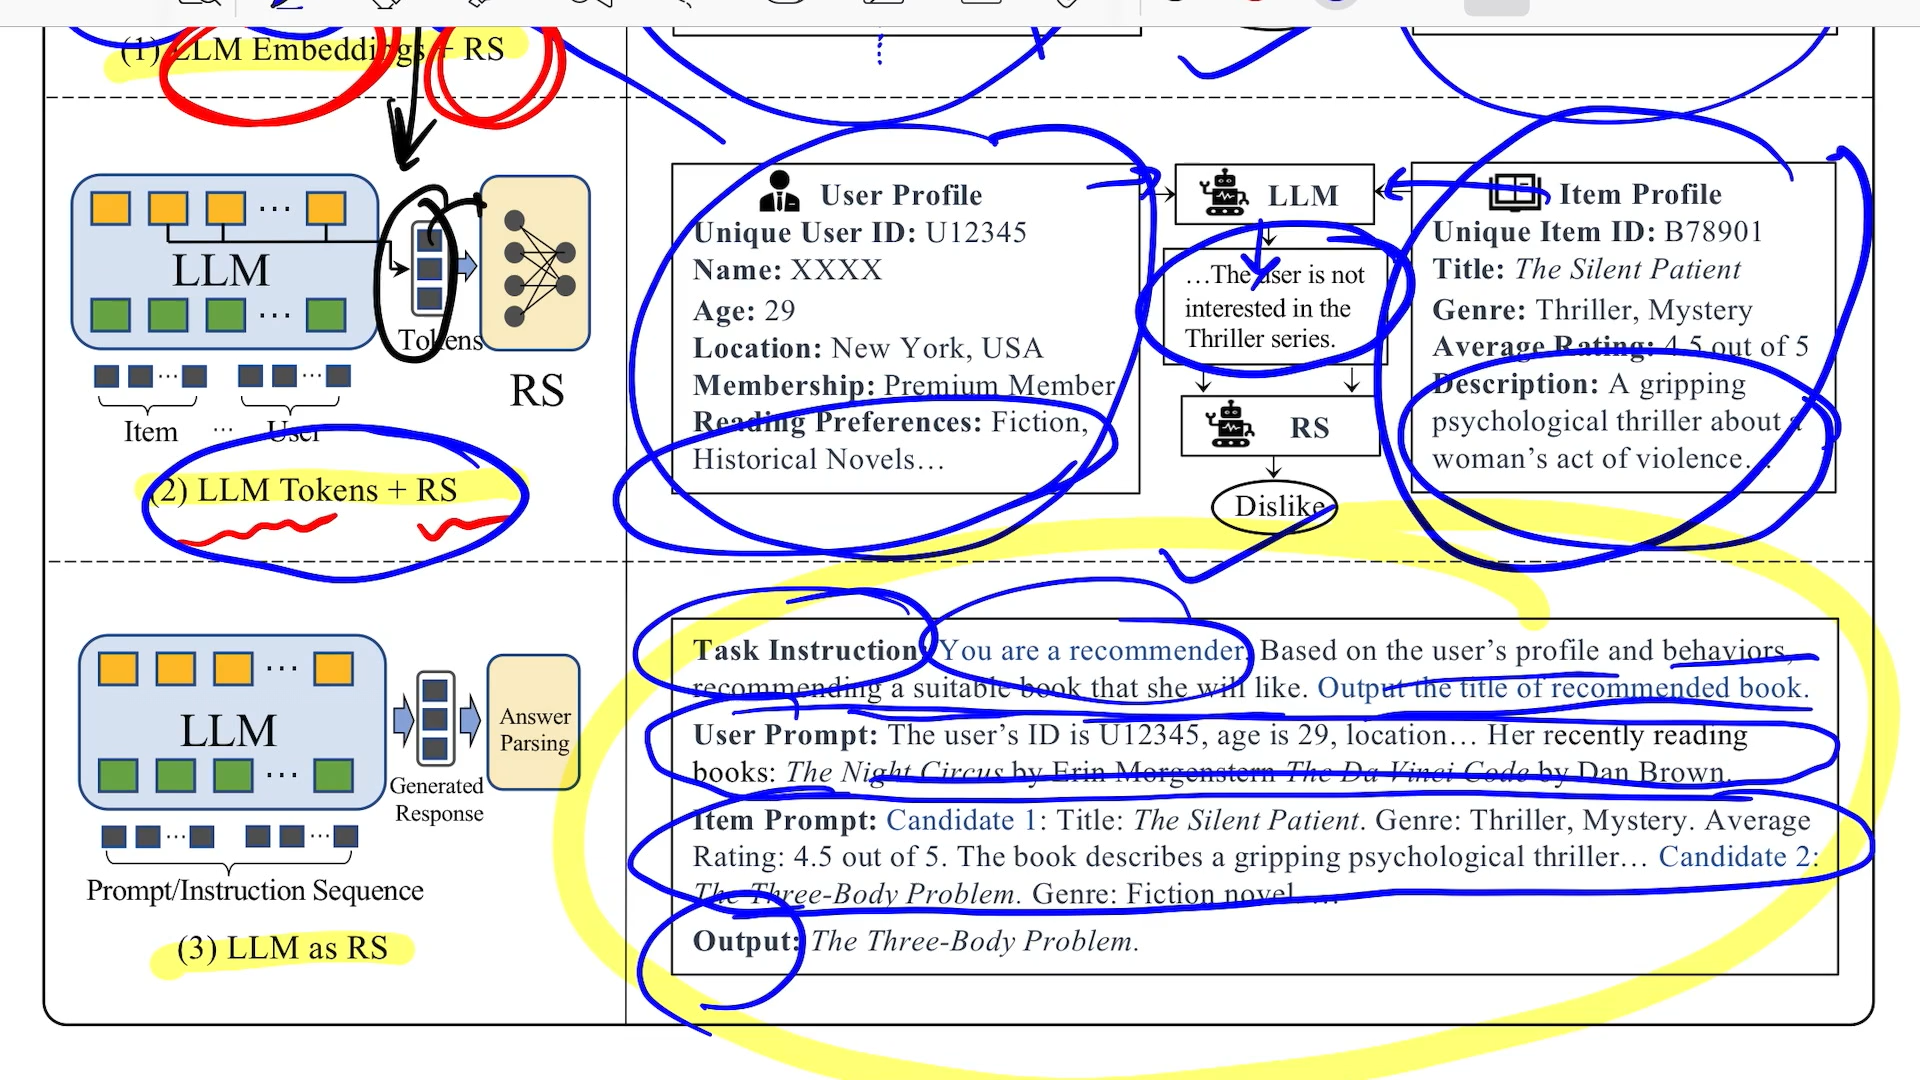 (1) LLM Embeddings + RS
LLM
Tokens
RS
Item ... User
(2) LLM Tokens + RS
User Profile
Unique User ID: U12345
Name: XXXX
Age: 29
Location: New York, USA
Membership: Premium Member
Reading Preferences: Fiction,
Historical Novels…
LLM
…The user is not
interested in the
Thriller series.
RS
Dislike
Item Profile
Unique Item ID: B78901
Title: The Silent Patient
Genre: Thriller, Mystery
Average Rating: 4.5 out of 5
Description: A gripping
psychological thriller about a
woman’s act of violence…
LLM
Generated
Response
Answer
Parsing
Prompt/Instruction Sequence
(3) LLM as RS
Task Instruction: You are a recommender. Based on the user’s profile and behaviors,
recommending a suitable book that she will like. Output the title of recommended book.
User Prompt: The user’s ID is U12345, age is 29, location… Her recently reading
books: The Night Circus by Erin Morgenstern The Da Vinci Code by Dan Brown.
Item Prompt: Candidate 1: Title: The Silent Patient. Genre: Thriller, Mystery. Average
Rating: 4.5 out of 5. The book describes a gripping psychological thriller… Candidate 2:
The Three-Body Problem. Genre: Fiction novel. …
Output: The Three-Body Problem.